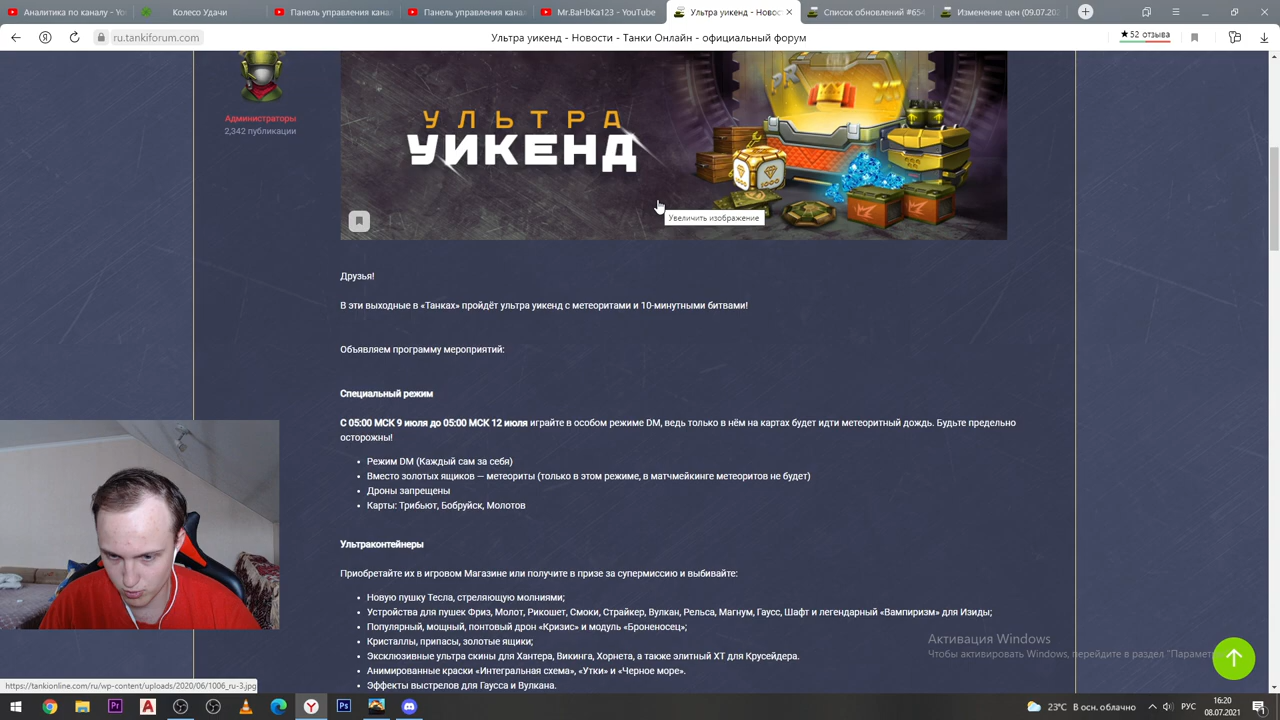 Аналитика по каналу - Yo
Колесо Удачи
Панель управления кана
Панель управления кана
Mr.BaHbKa123 - YouTube
Ультра уикенд - Новос
Список обновлений #654
Изменение цен (09.07.202
ru.tankiforum.com
Ультра уикенд - Новости - Танки Онлайн - официальный форум
★52 отзыва
Администраторы
2,342 публикации
УЛЬТРА
УИКЕНД
Увеличить изображение
Друзья!
В эти выходные в «Танках» пройдёт ультра уикенд с метеоритами и 10-минутными битвами!
Объявляем программу мероприятий:
Специальный режим
С 05:00 МСК 9 июля до 05:00 МСК 12 июля играйте в особом режиме DM, ведь только в нём на картах будет идти метеоритный дождь. Будьте предельно
осторожны!
• Режим DM (Каждый сам за себя)
• Вместо золотых ящиков — метеориты (только в этом режиме, в матчмейкинге метеоритов не будет)
• Дроны запрещены
• Карты: Трибьют, Бобруйск, Молотов
Ультраконтейнеры
Приобретайте их в игровом Магазине или получите в призе за супермиссию и выбивайте:
• Новую пушку Тесла, стреляющую молниями;
• Устройства для пушек Фриз, Молот, Рикошет, Смоки, Страйкер, Вулкан, Рельса, Магнум, Гаусс, Шафт и легендарный «Вампиризм» для Изиды;
• Популярный, мощный, понтовый дрон «Кризис» и модуль «Броненосец»;
• Кристаллы, припасы, золотые ящики;
• Эксклюзивные ультра скины для Хантера, Викинга, Хорнета, а также элитный XT для Крусейдера.
• Анимированные краски «Интегральная схема», «Утки» и «Черное море».
• Эффекты выстрелов для Гаусса и Вулкана.
Активация Windows
Чтобы активировать Windows, перейдите в раздел "Парамет
https://tankionline.com/ru/wp-content/uploads/2020/06/1006_ru-3.jpg
23°C В осн. облачно
РУС
16:20
08.07.2021